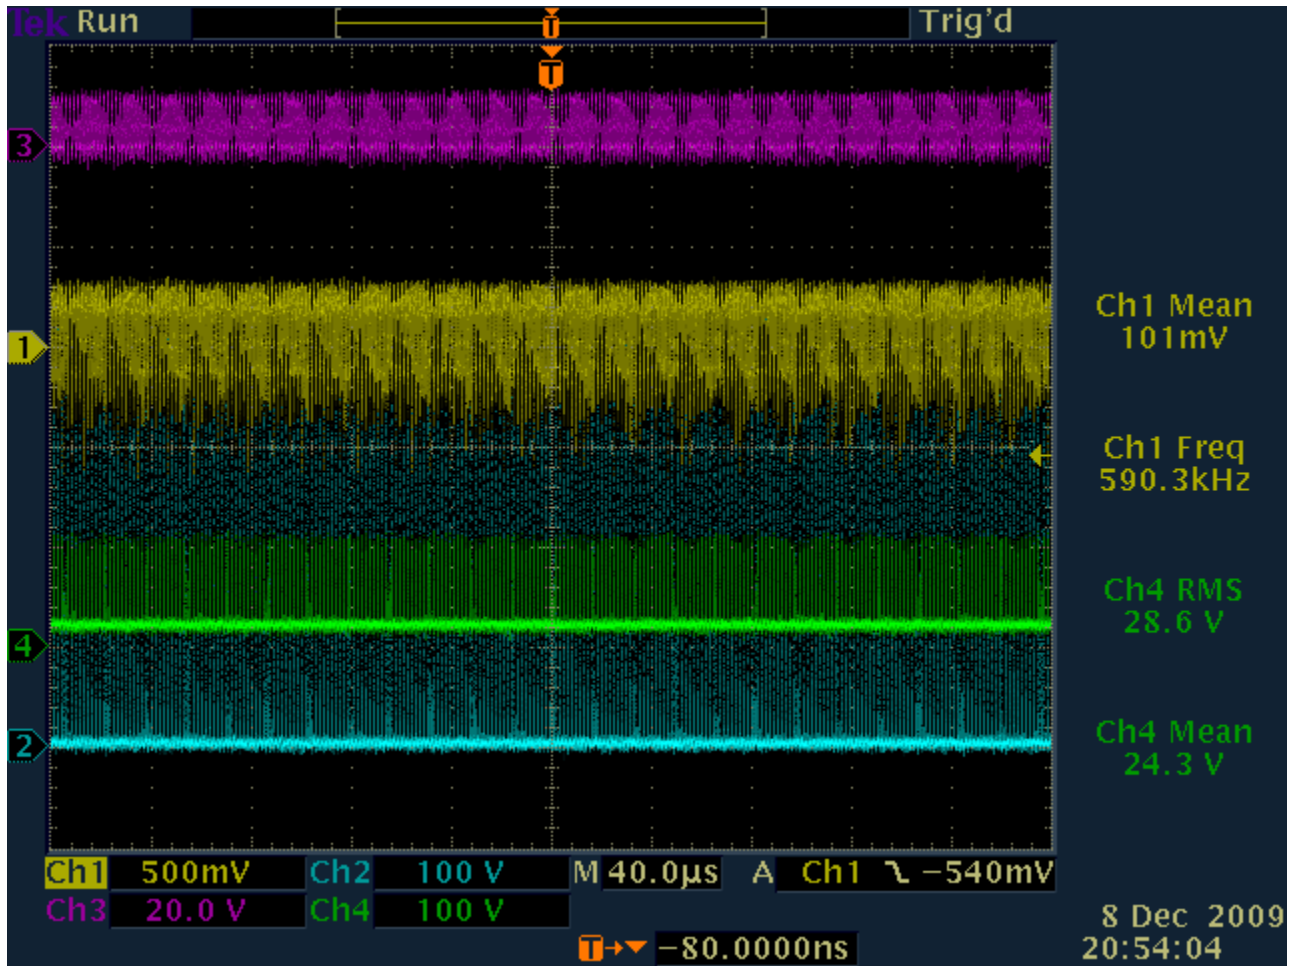 Tek Run Trig'd
T
T
3
1
4
2
Ch1 Mean
101mV
Ch1 Freq
590.3kHz
Ch4 RMS
28.6 V
Ch4 Mean
24.3 V
Ch1 500mV Ch2 100 V M 40.0µs A Ch1 -540mV
Ch3 20.0 V Ch4 100 V
T -80.0000ns
8 Dec 2009
20:54:04